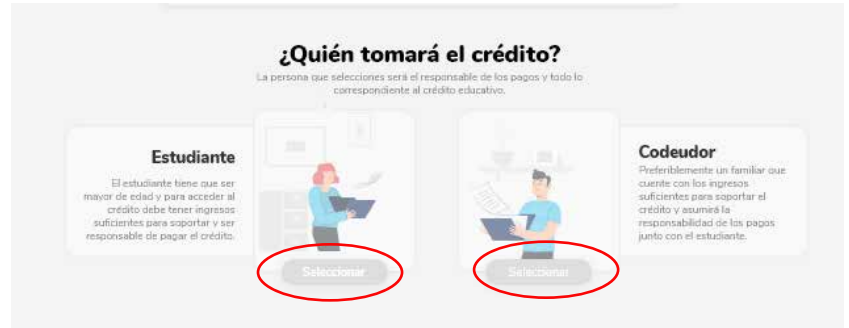 ¿Quién tomará el crédito?
La persona que selecciones será el responsable de los pagos y todo lo
correspondiente al crédito educativo.
Estudiante
El estudiante tiene que ser
mayor de edad y para acceder al
crédito debe tener ingresos
suficientes para soportar y ser
responsable de pagar el crédito.
Seleccionar
Codeudor
Preferiblemente un familiar que
cuente con los ingresos
suficientes para soportar el
crédito y asumirá la
responsabilidad de los pagos
junto con el estudiante.
Seleccionar